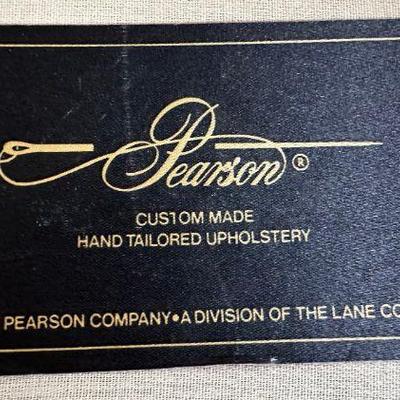 Pearson®
CUSTOM MADE
HAND TAILORED UPHOLSTERY
PEARSON COMPANY•A DIVISION OF THE LANE CO